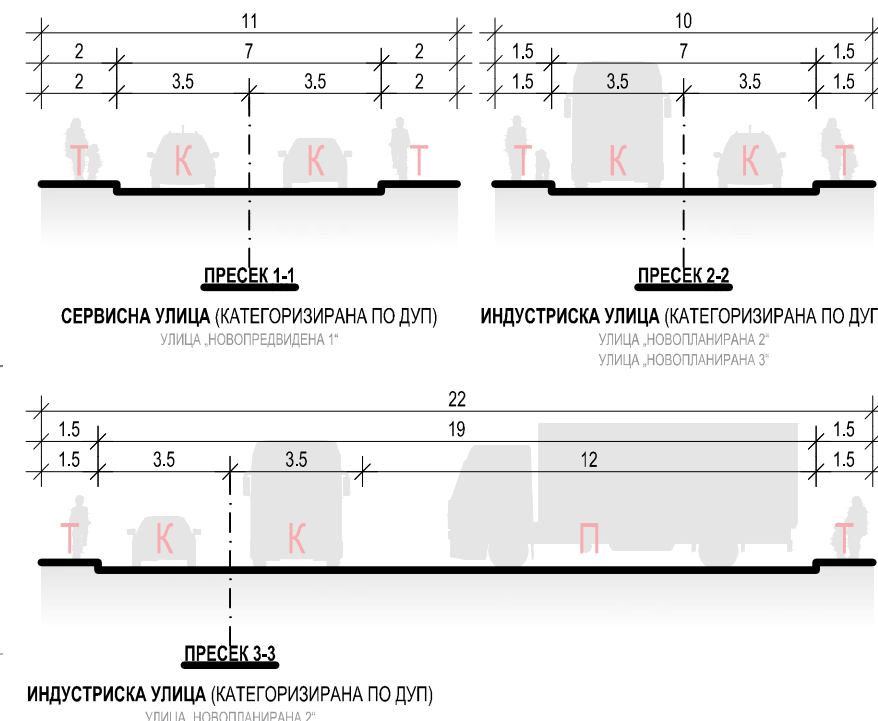 11
2 7 2
2 3.5 3.5 2
Т К К Т
ПРЕСЕК 1-1
СЕРВИСНА УЛИЦА (КАТЕГОРИЗИРАНА ПО ДУП)
УЛИЦА „НОВОПРЕДВИДЕНА 1“
10
1.5 7 1.5
1.5 3.5 3.5 1.5
Т К К Т
ПРЕСЕК 2-2
ИНДУСТРИСКА УЛИЦА (КАТЕГОРИЗИРАНА ПО ДУП
УЛИЦА „НОВОПЛАНИРАНА 2“
УЛИЦА „НОВОПЛАНИРАНА 3“
22
1.5 19 1.5
1.5 3.5 3.5 12 1.5
Т К К П Т
ПРЕСЕК 3-3
ИНДУСТРИСКА УЛИЦА (КАТЕГОРИЗИРАНА ПО ДУП)
УЛИЦА „НОВОПЛАНИРАНА 2“